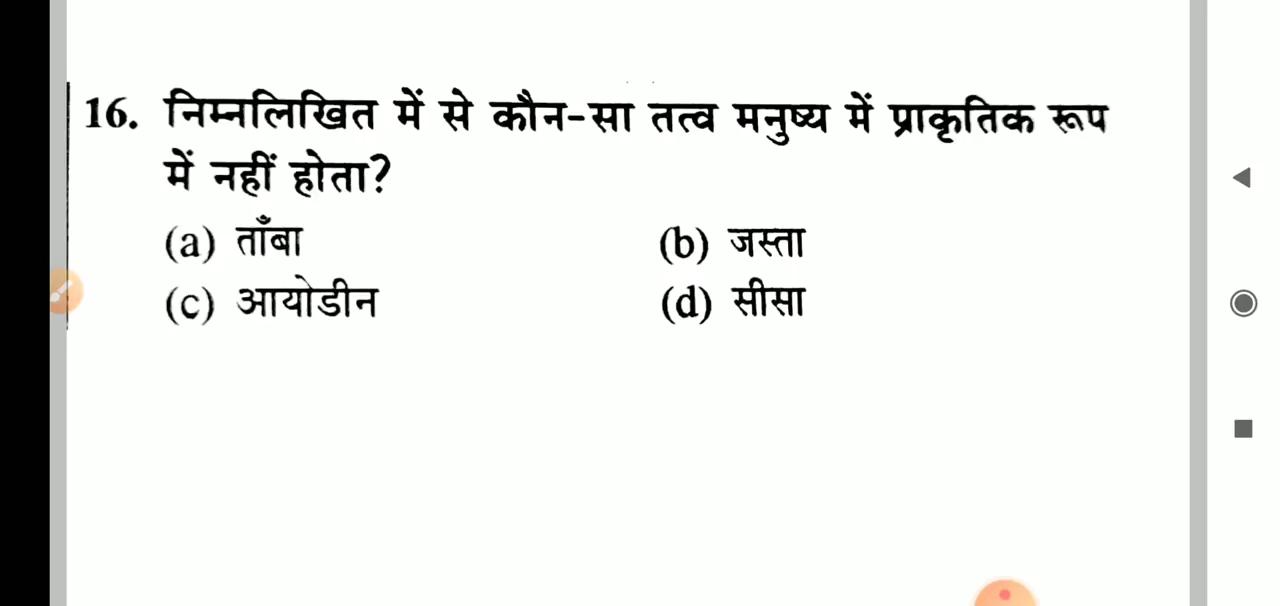 16. निम्नलिखित में से कौन-सा तत्व मनुष्य में प्राकृतिक रूप
में नहीं होता?
(a) ताँबा (b) जस्ता
(c) आयोडीन (d) सीसा